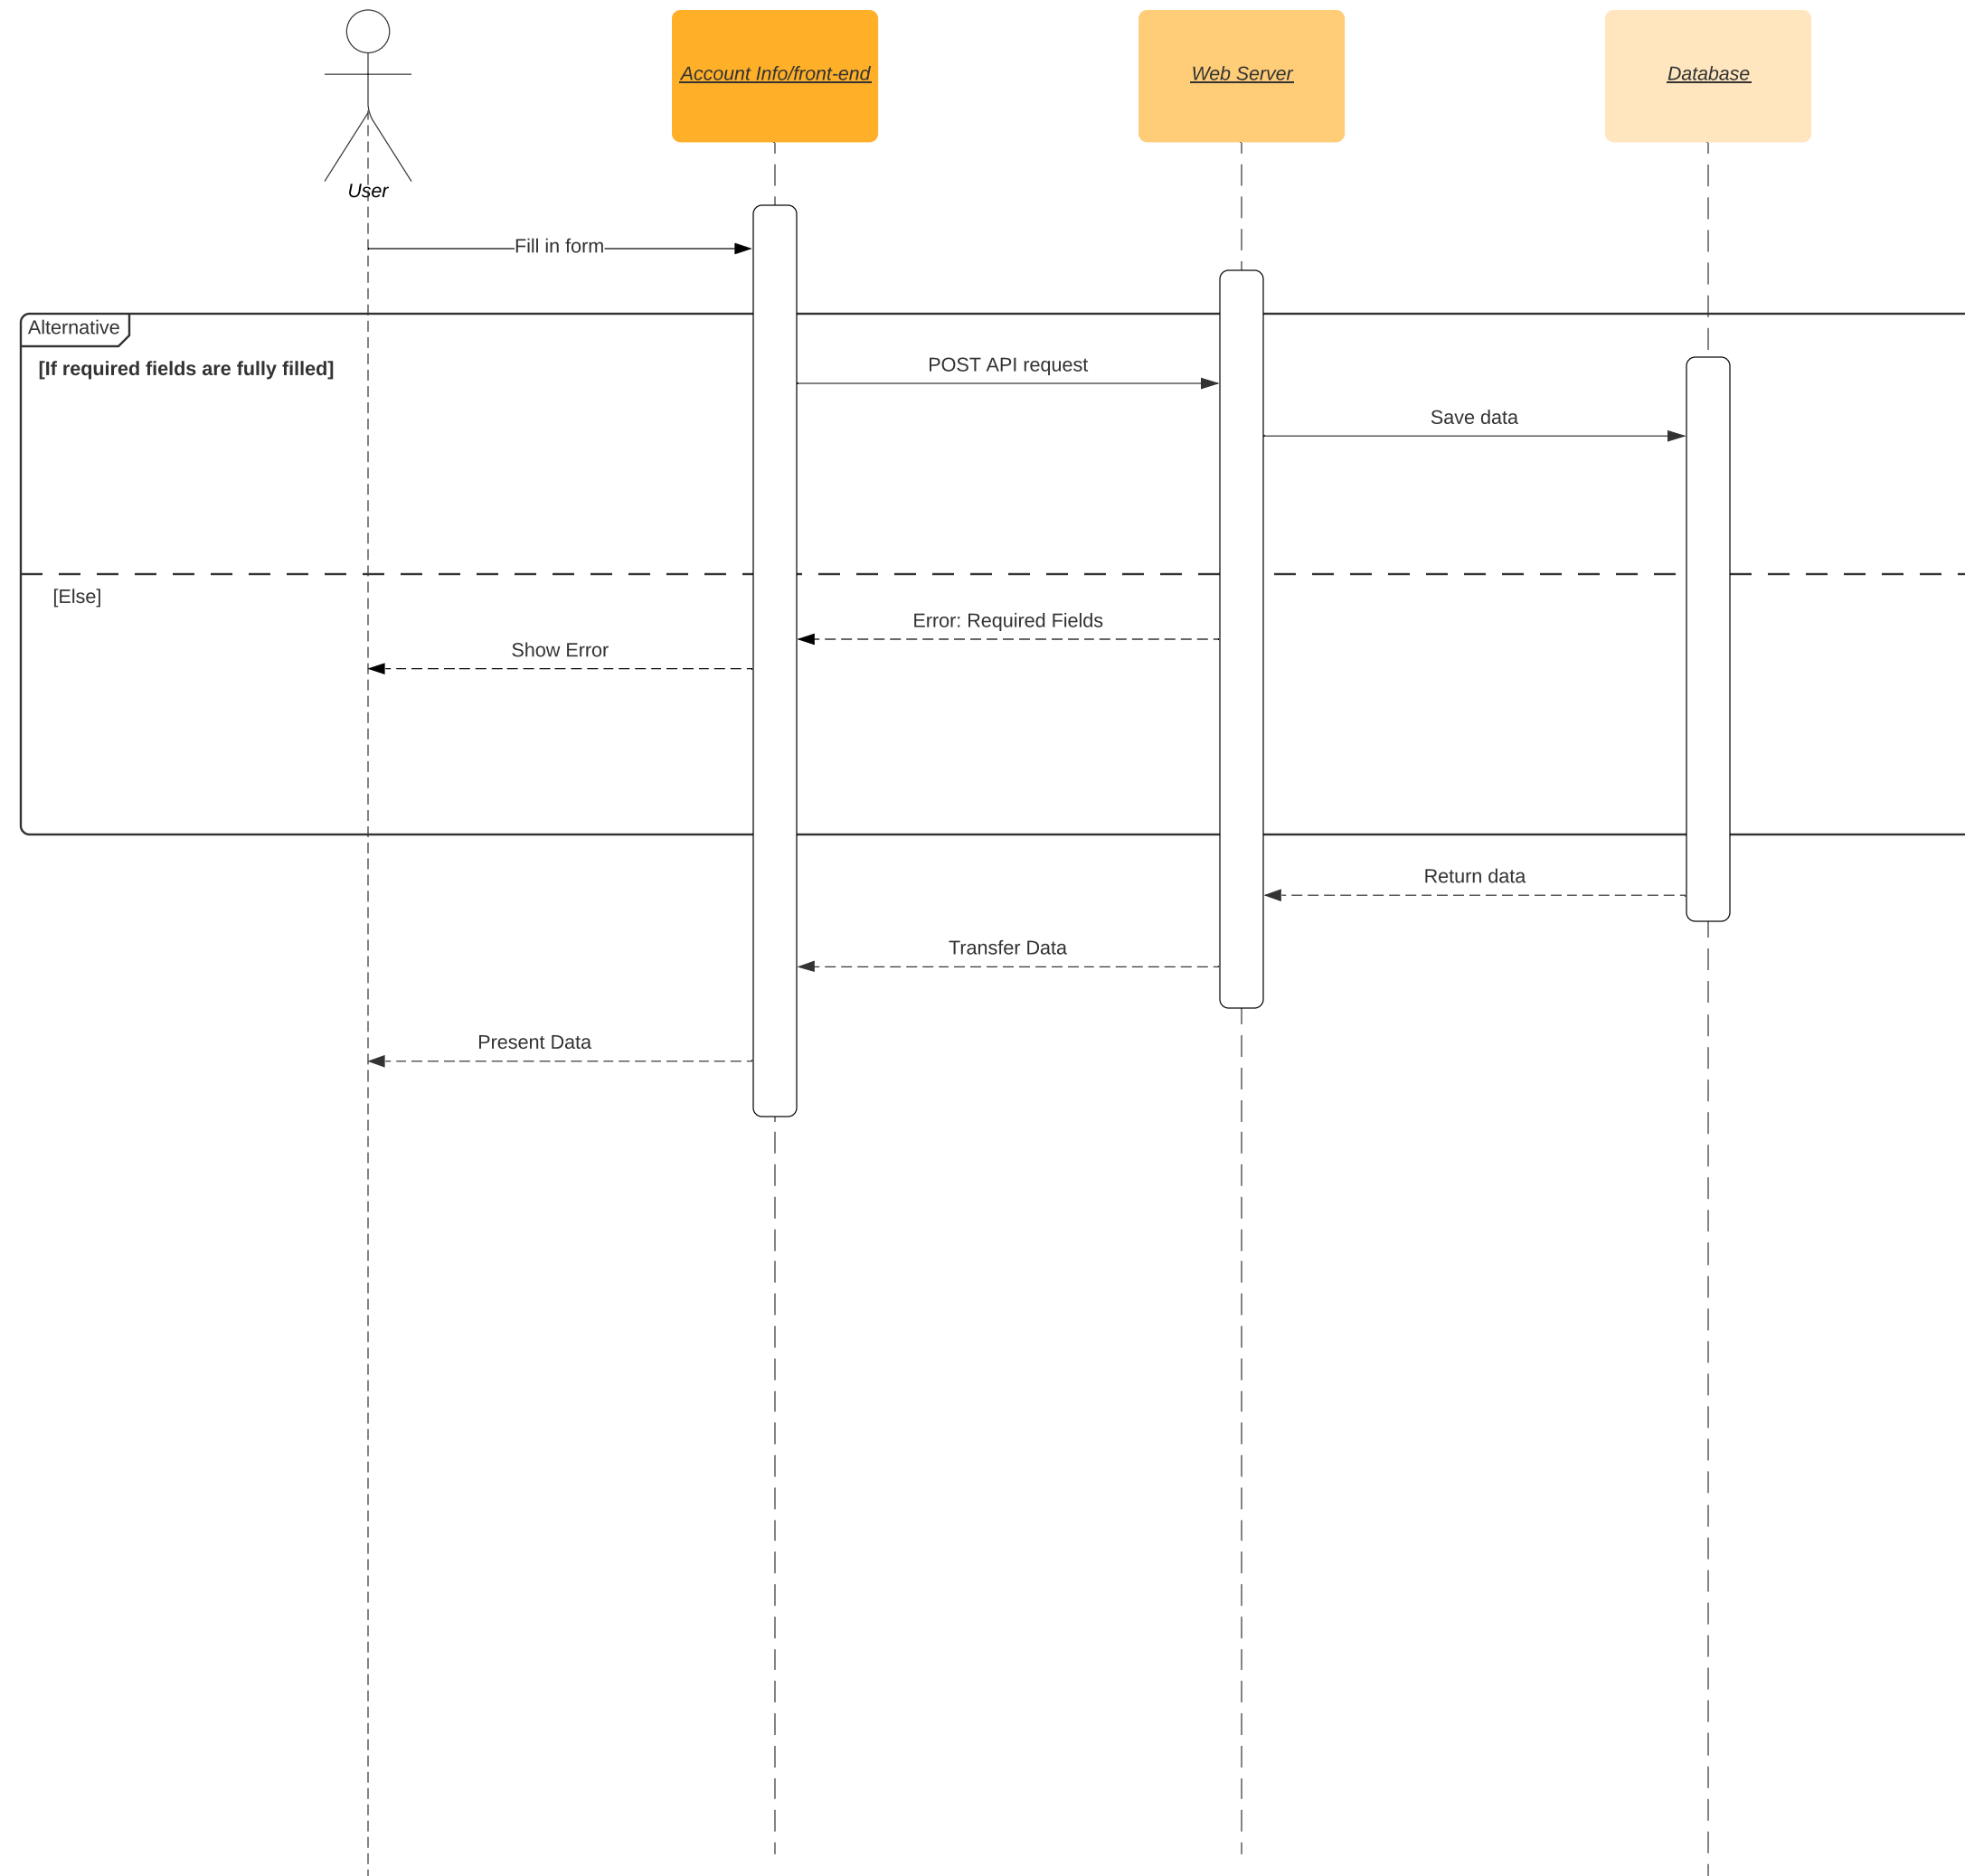 Account Info/front-end
Web Server
Database
User
Fill in form
Alternative
[If required fields are fully filled]
POST API request
Save data
[Else]
Error: Required Fields
Show Error
Return data
Transfer Data
Present Data